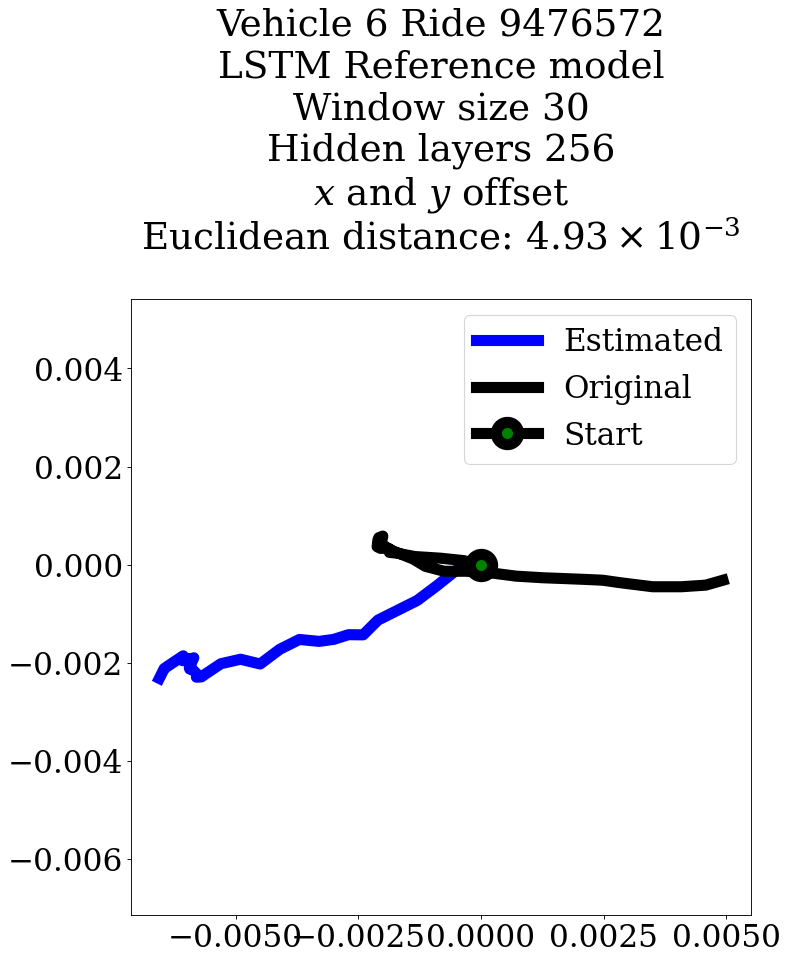 Vehicle 6 Ride 9476572
LSTM Reference model
Window size 30
Hidden layers 256
x and y offset
Euclidean distance: 4.93 × 10⁻³
Estimated
Original
Start
0.004
0.002
0.000
−0.002
−0.004
−0.006
−0.0050 −0.0025 0.0000 0.0025 0.0050